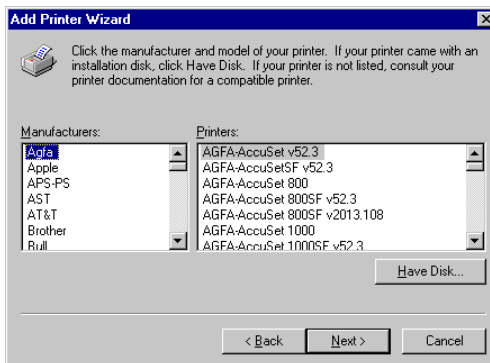 Add Printer Wizard
Click the manufacturer and model of your printer. If your printer came with an
installation disk, click Have Disk. If your printer is not listed, consult your
printer documentation for a compatible printer.
Manufacturers:
Agfa
Apple
APS-PS
AST
AT&T
Brother
Bull
Printers:
AGFA-AccuSet v52.3
AGFA-AccuSetSF v52.3
AGFA-AccuSet 800
AGFA-AccuSet 800SF v52.3
AGFA-AccuSet 800SF v2013.108
AGFA-AccuSet 1000
AGFA-AccuSet 1000SF v52.3
Have Disk...
< Back
Next >
Cancel